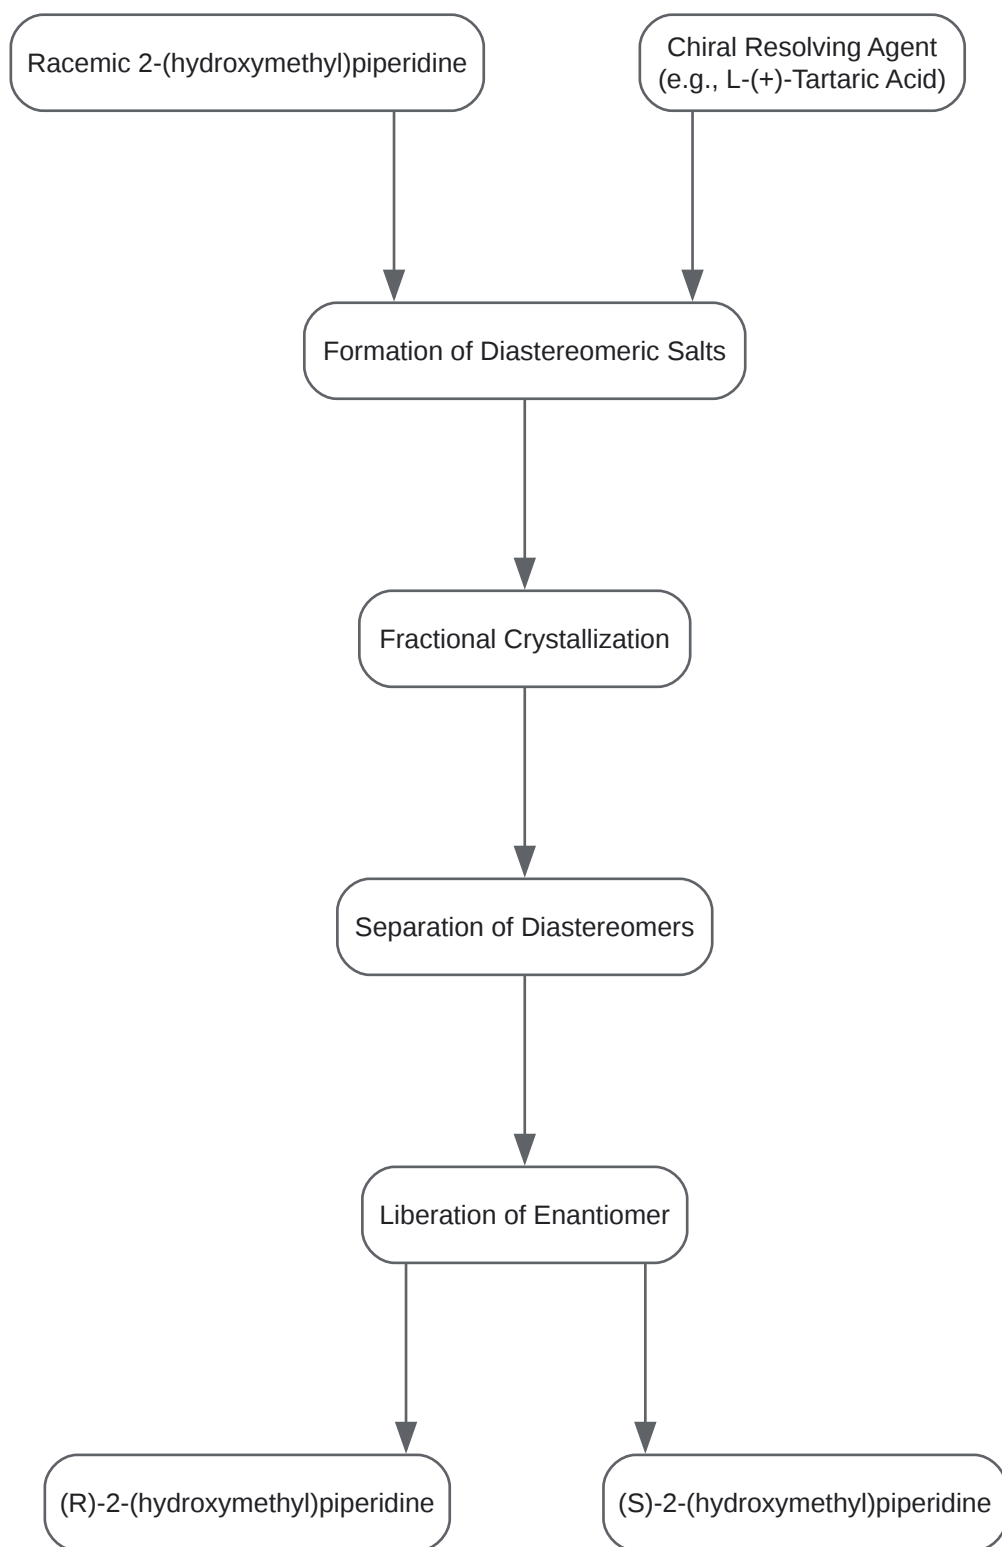 Racemic 2-(hydroxymethyl)piperidine
Chiral Resolving Agent
(e.g., L-(+)-Tartaric Acid)
Formation of Diastereomeric Salts
Fractional Crystallization
Separation of Diastereomers
Liberation of Enantiomer
(R)-2-(hydroxymethyl)piperidine
(S)-2-(hydroxymethyl)piperidine